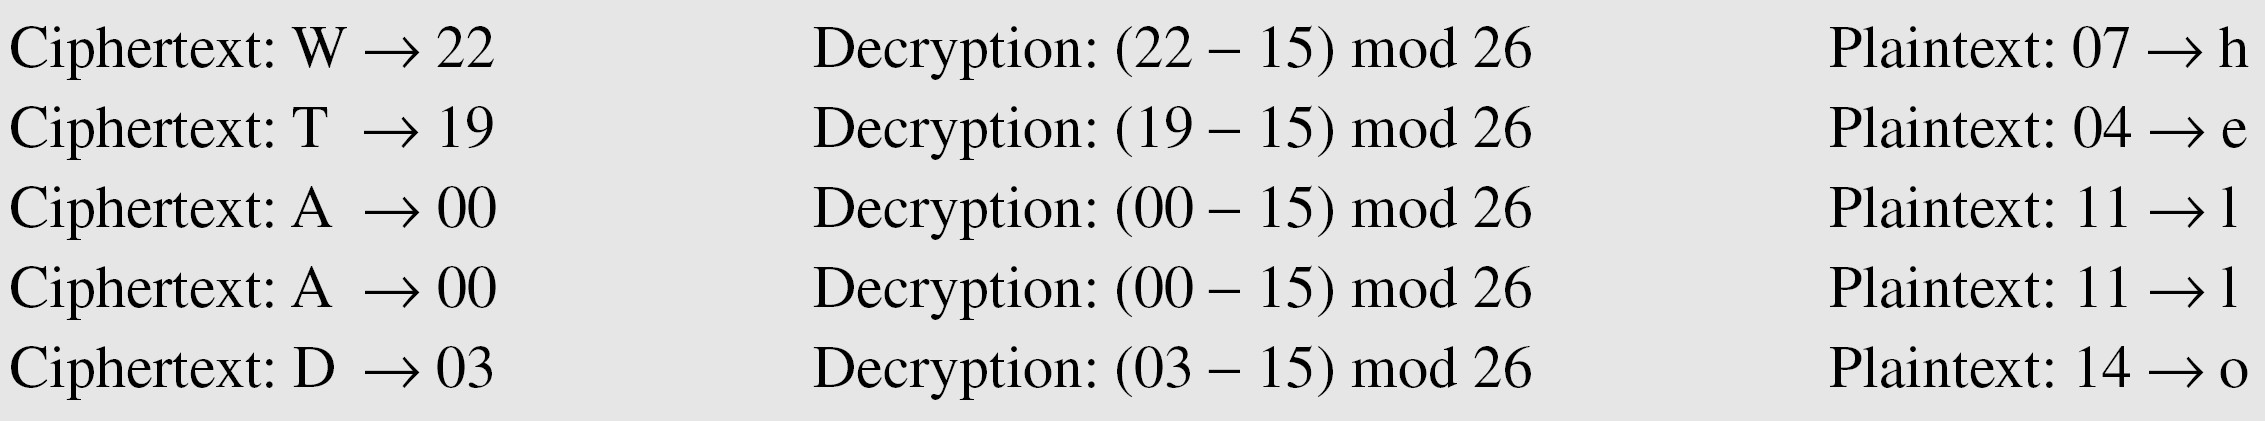 Ciphertext: W → 22 Decryption: (22 – 15) mod 26 Plaintext: 07 → h
Ciphertext: T → 19 Decryption: (19 – 15) mod 26 Plaintext: 04 → e
Ciphertext: A → 00 Decryption: (00 – 15) mod 26 Plaintext: 11 → l
Ciphertext: A → 00 Decryption: (00 – 15) mod 26 Plaintext: 11 → l
Ciphertext: D → 03 Decryption: (03 – 15) mod 26 Plaintext: 14 → o